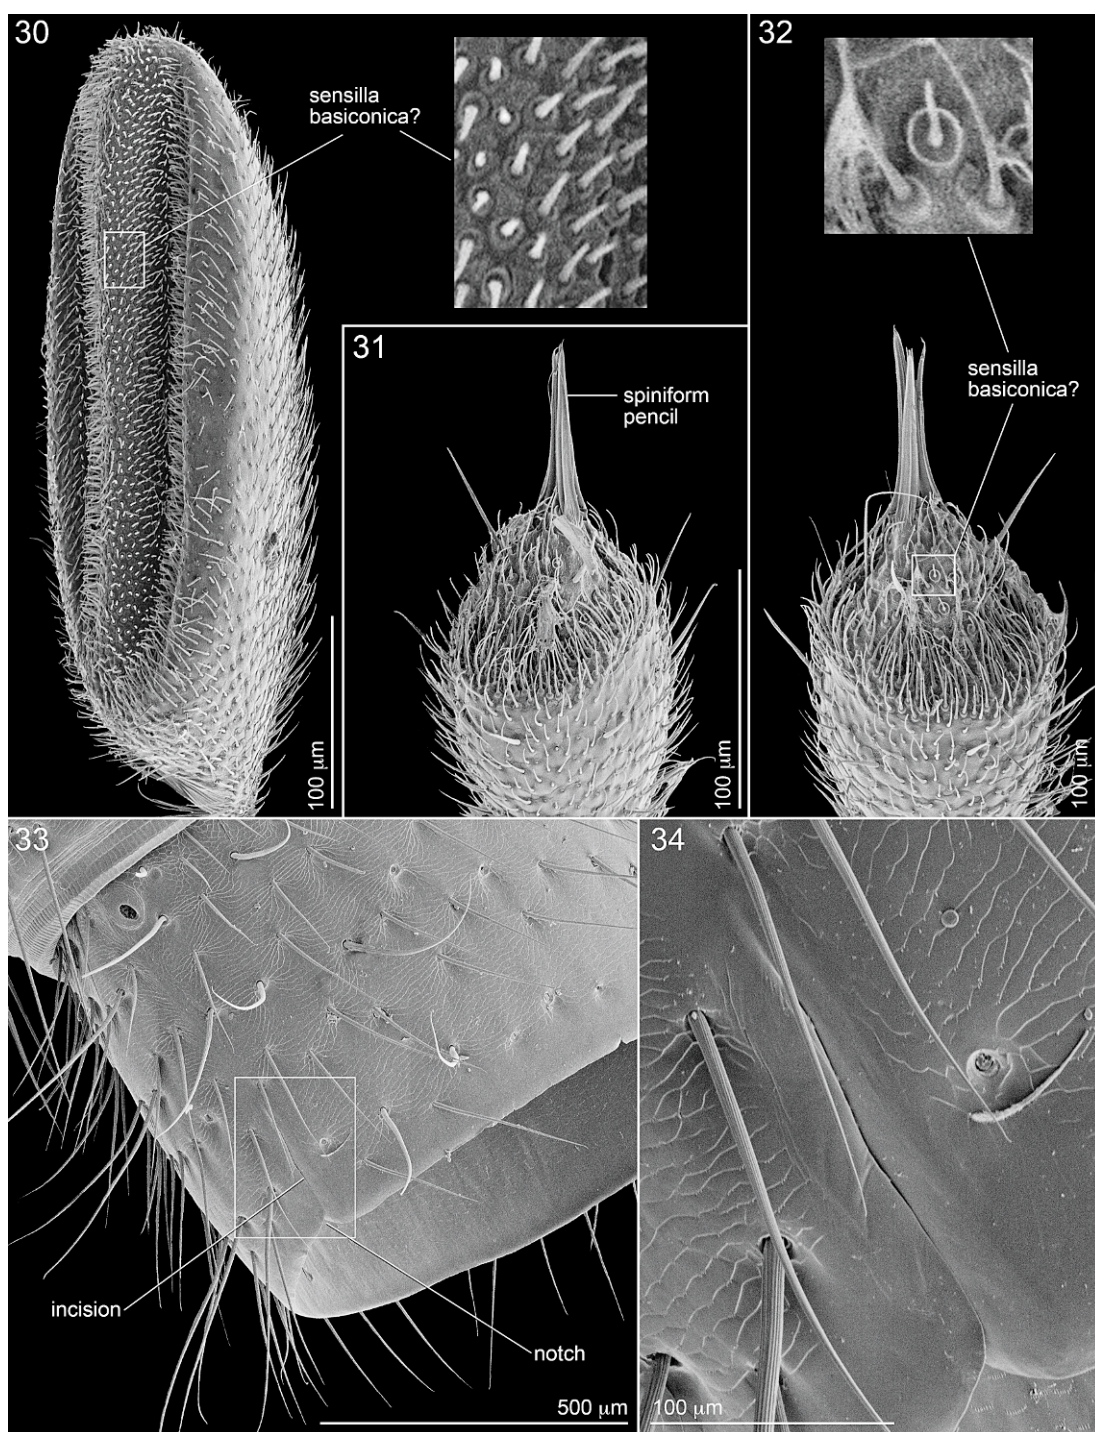 30
sensilla
basiconica?
100 µm
31
spiniform
pencil
100 µm
32
sensilla
basiconica?
100 µm
33
incision
notch
500 µm
34
100 µm